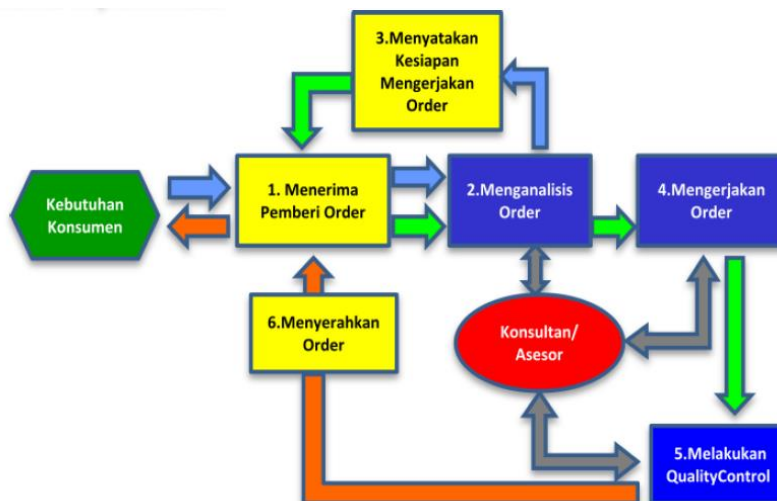 3.Menyatakan
Kesiapan
Mengerjakan
Order
Kebutuhan
Konsumen
1. Menerima
Pemberi Order
2.Menganalisis
Order
4.Mengerjakan
Order
6.Menyerahkan
Order
Konsultan/
Asesor
5.Melakukan
QualityControl